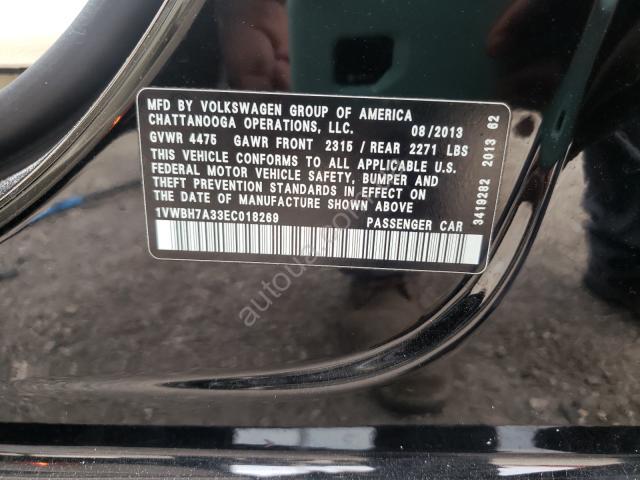 MFD BY VOLKSWAGEN GROUP OF AMERICA
CHATTANOOGA OPERATIONS, LLC. 08/2013
GVWR 4475 GAWR FRONT 2315 / REAR 2271 LBS
THIS VEHICLE CONFORMS TO ALL APPLICABLE U.S.
FEDERAL MOTOR VEHICLE SAFETY, BUMPER AND
THEFT PREVENTION STANDARDS IN EFFECT ON
THE DATE OF MANUFACTURE SHOWN ABOVE
1VWBH7A33EC018269 PASSENGER CAR
3419282 2013 62